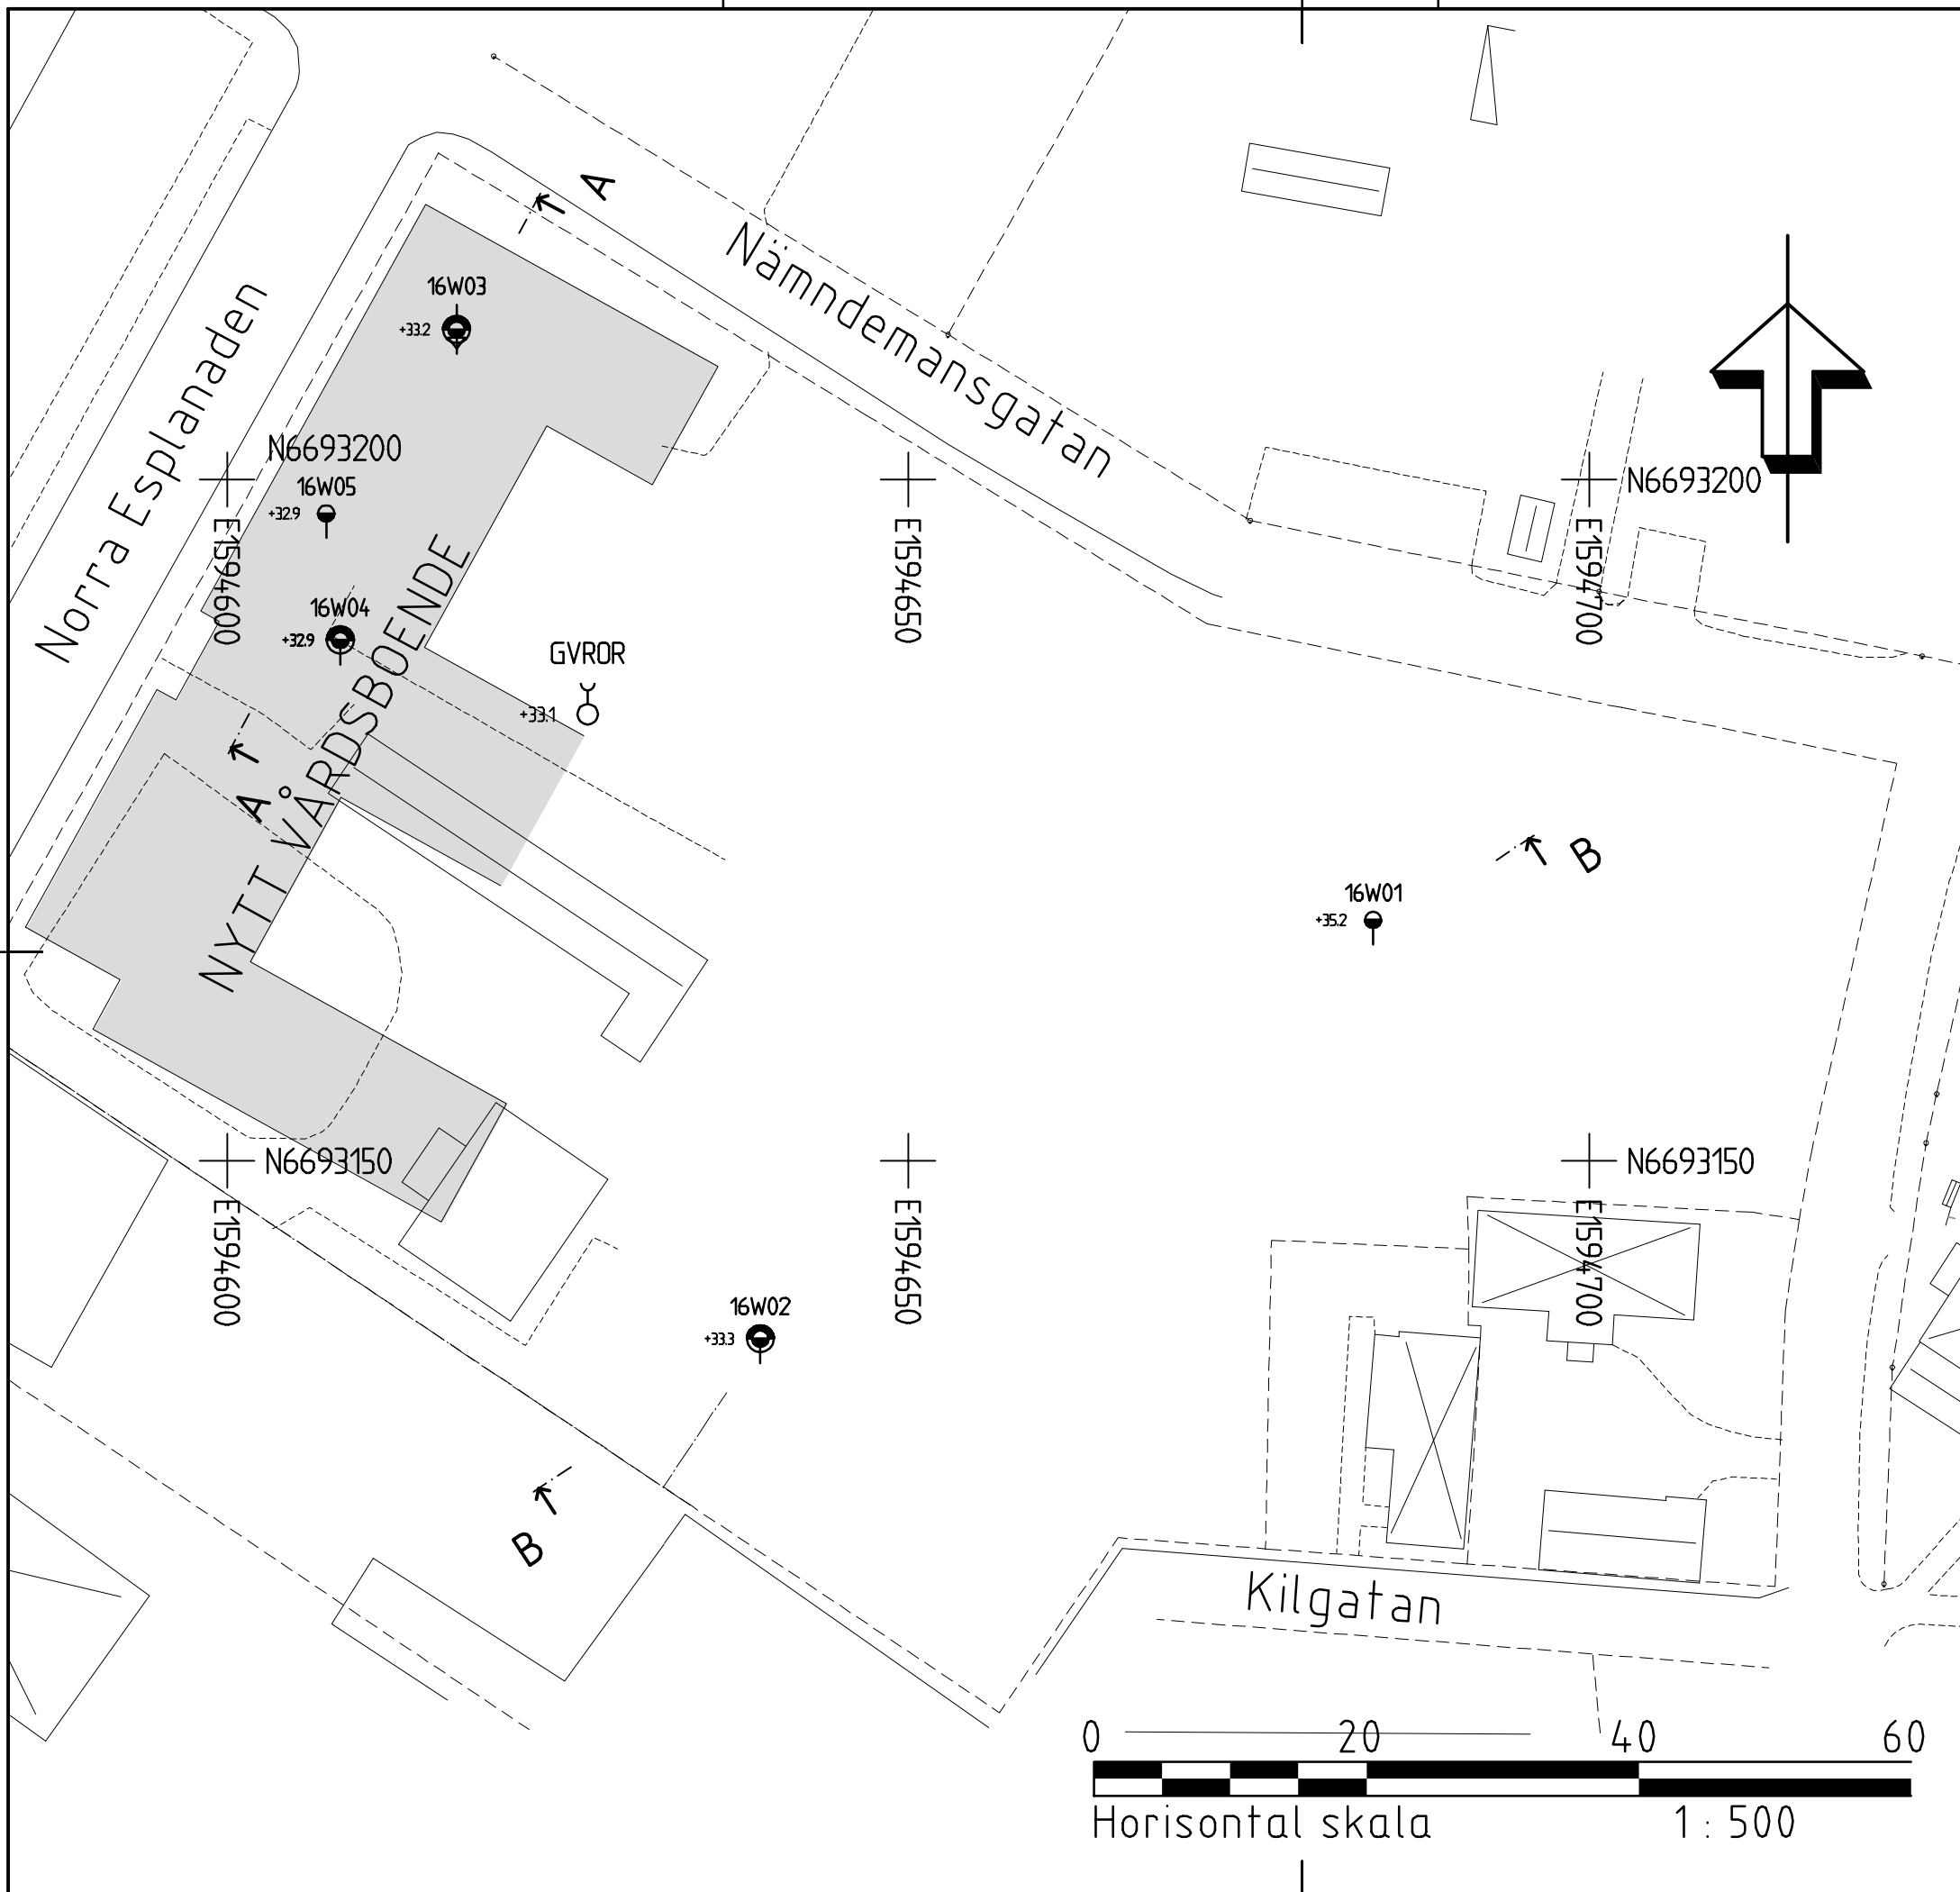 A
Nämndemansgatan
16W03
+33.2
Norra Esplanaden
N6693200
N6693200
16W05
+32.9
E1594600
E1594650
E1594700
16W04
+32.9
NYTT VÅRDSBOENDE
GVROR
+33.1
A
B
16W01
+35.2
N6693150
N6693150
E1594600
E1594650
E1594700
16W02
+33.3
B
Kilgatan
0 20 40 60
Horisontal skala 1 : 500